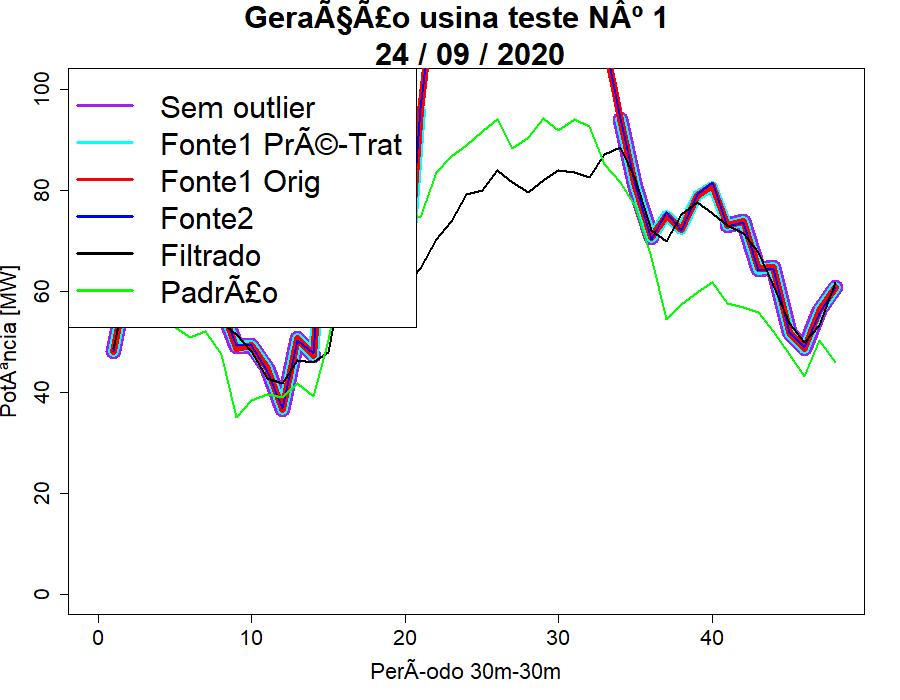 GeraÃ§Ã£o usina teste NÂº 1
24 / 09 / 2020
Sem outlier
Fonte1 PrÃ©-Trat
Fonte1 Orig
Fonte2
Filtrado
PadrÃ£o
PotÃªncia [MW]
100
80
60
40
20
0
0 10 20 30 40
PerÃ­-odo 30m-30m